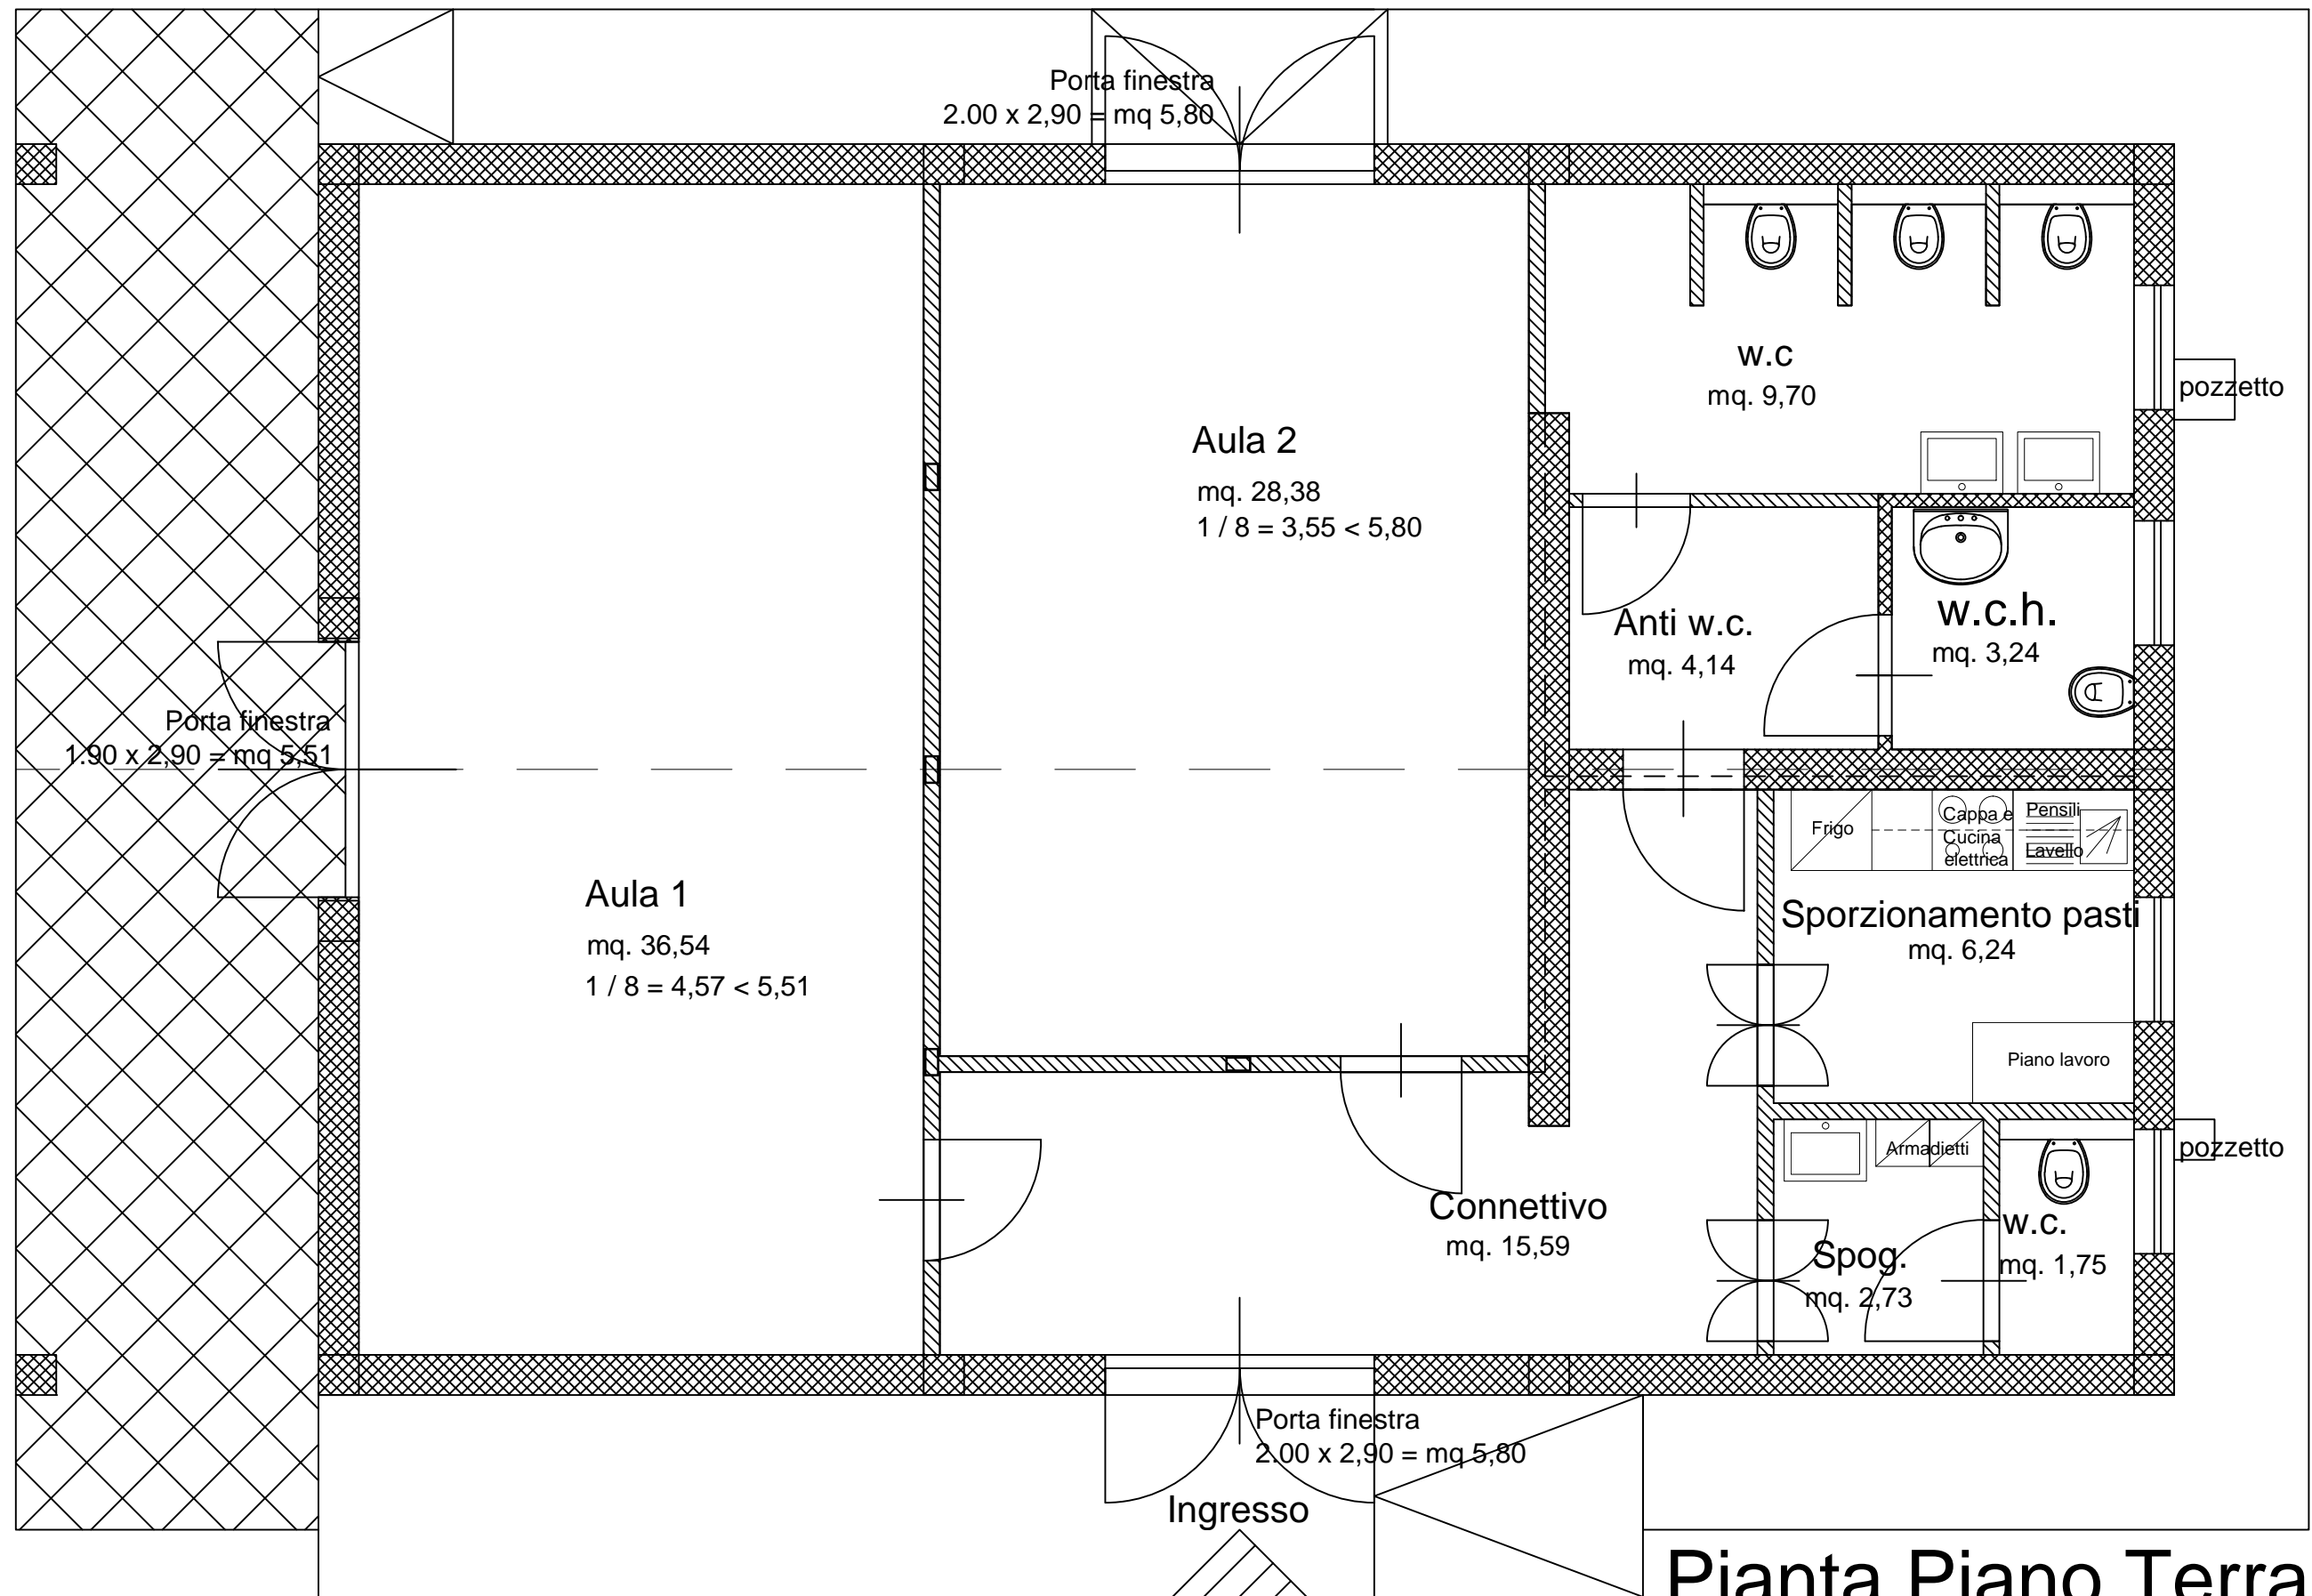 Porta finestra
2.00 x 2,90 = mq 5,80
w.c
mq. 9,70
pozzetto
Aula 2
mq. 28,38
1 / 8 = 3,55 < 5,80
Anti w.c.
mq. 4,14
w.c.h.
mq. 3,24
Porta finestra
1.90 x 2,90 = mq 5,51
Frigo
Cappa e
Cucina
elettrica
Pensili
Lavello
Aula 1
mq. 36,54
1 / 8 = 4,57 < 5,51
Sporzionamento pasti
mq. 6,24
Piano lavoro
Armadietti
pozzetto
Connettivo
mq. 15,59
Spog.
mq. 2,73
w.c.
mq. 1,75
Porta finestra
2.00 x 2,90 = mq 5,80
Ingresso
Pianta Piano Terra